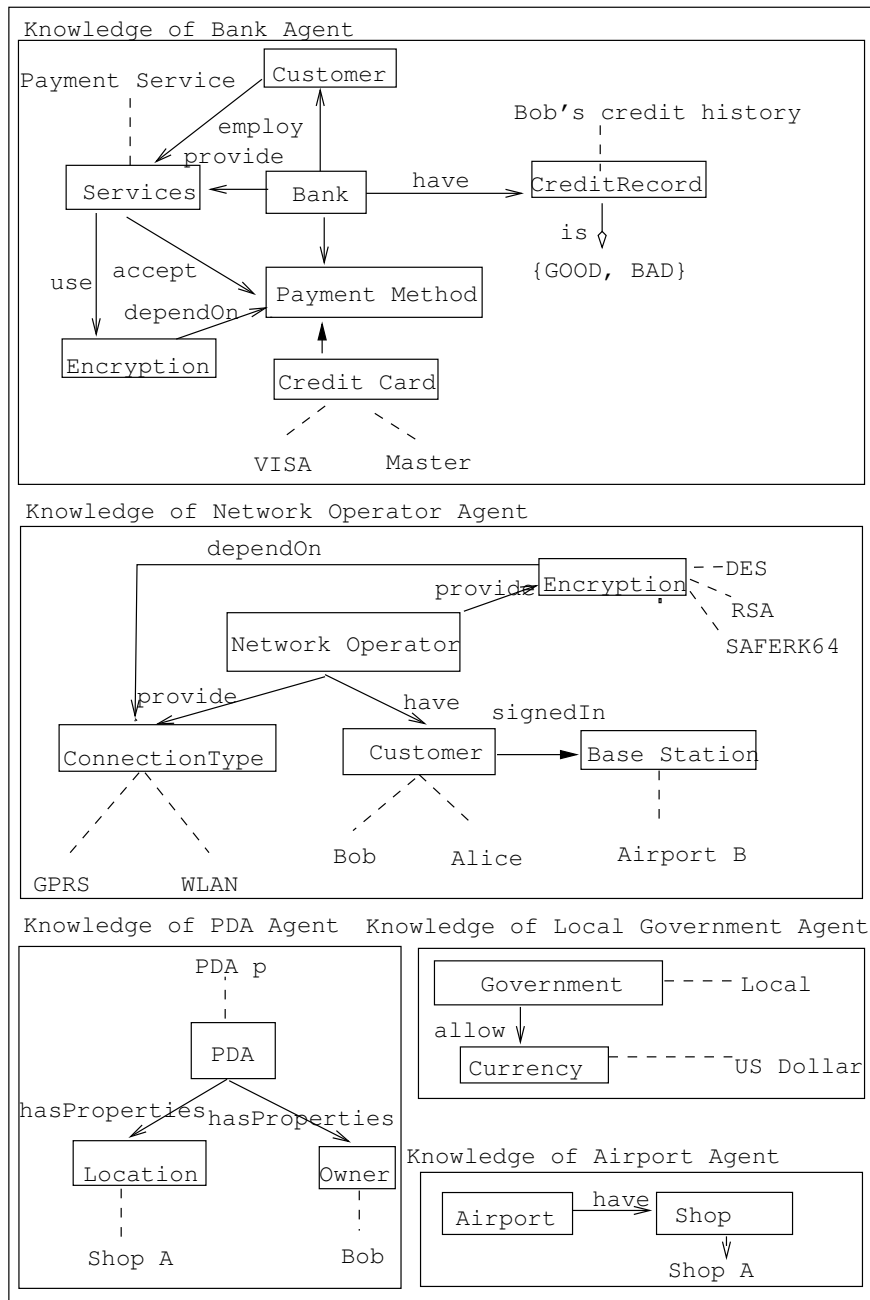 Knowledge of Bank Agent
Payment Service
Customer
employ
provide
Bob's credit history
Services
Bank
have
CreditRecord
is
{GOOD, BAD}
use
accept
Payment Method
dependOn
Encryption
Credit Card
VISA
Master
Knowledge of Network Operator Agent
dependOn
provide
Encryption
DES
RSA
SAFERK64
Network Operator
provide
have
signedIn
ConnectionType
Customer
Base Station
Bob
Alice
Airport B
GPRS
WLAN
Knowledge of PDA Agent
PDA p
PDA
hasProperties
hasProperties
Location
Owner
Shop A
Bob
Knowledge of Local Government Agent
Government
Local
allow
Currency
US Dollar
Knowledge of Airport Agent
Airport
have
Shop
Shop A